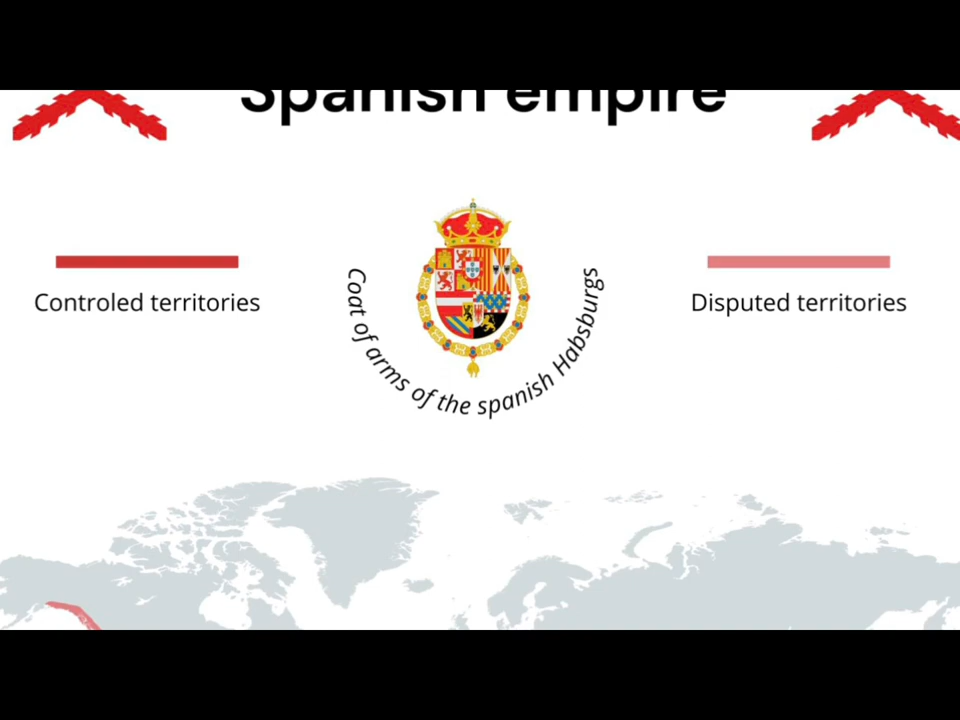 Spanish empire
Controled territories
Coat of arms of the spanish Habsburgs
Disputed territories